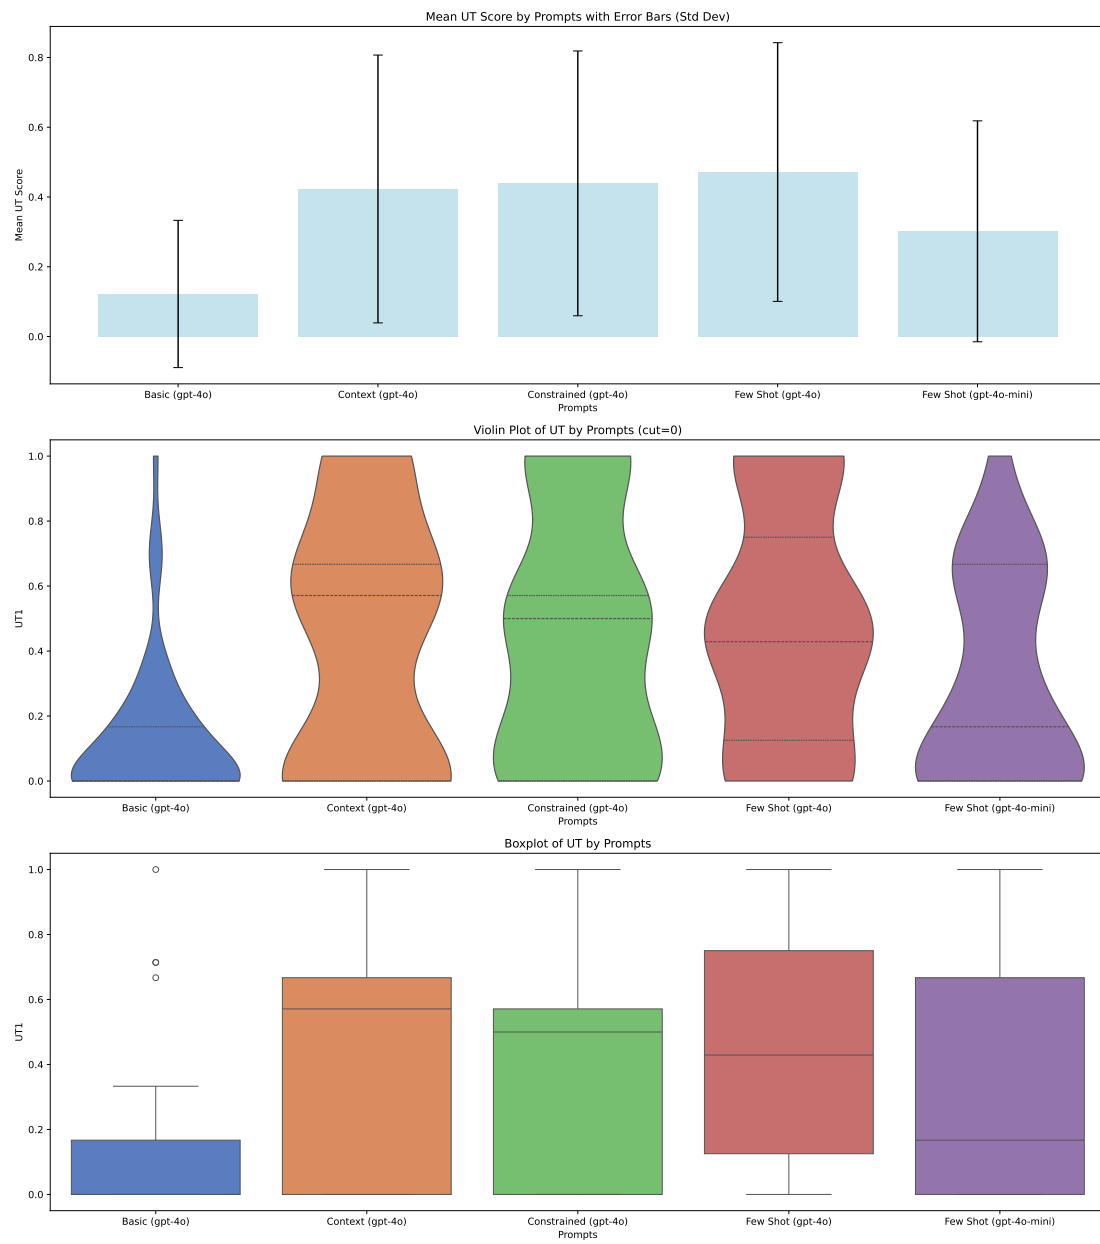 Mean UT Score by Prompts with Error Bars (Std Dev)
Mean UT Score
0.8
0.6
0.4
0.2
0.0
Basic (gpt-4o)
Context (gpt-4o)
Constrained (gpt-4o)
Few Shot (gpt-4o)
Few Shot (gpt-4o-mini)
Prompts
Violin Plot of UT by Prompts (cut=0)
UT1
1.0
0.8
0.6
0.4
0.2
0.0
Basic (gpt-4o)
Context (gpt-4o)
Constrained (gpt-4o)
Few Shot (gpt-4o)
Few Shot (gpt-4o-mini)
Prompts
Boxplot of UT by Prompts
UT1
1.0
0.8
0.6
0.4
0.2
0.0
Basic (gpt-4o)
Context (gpt-4o)
Constrained (gpt-4o)
Few Shot (gpt-4o)
Few Shot (gpt-4o-mini)
Prompts